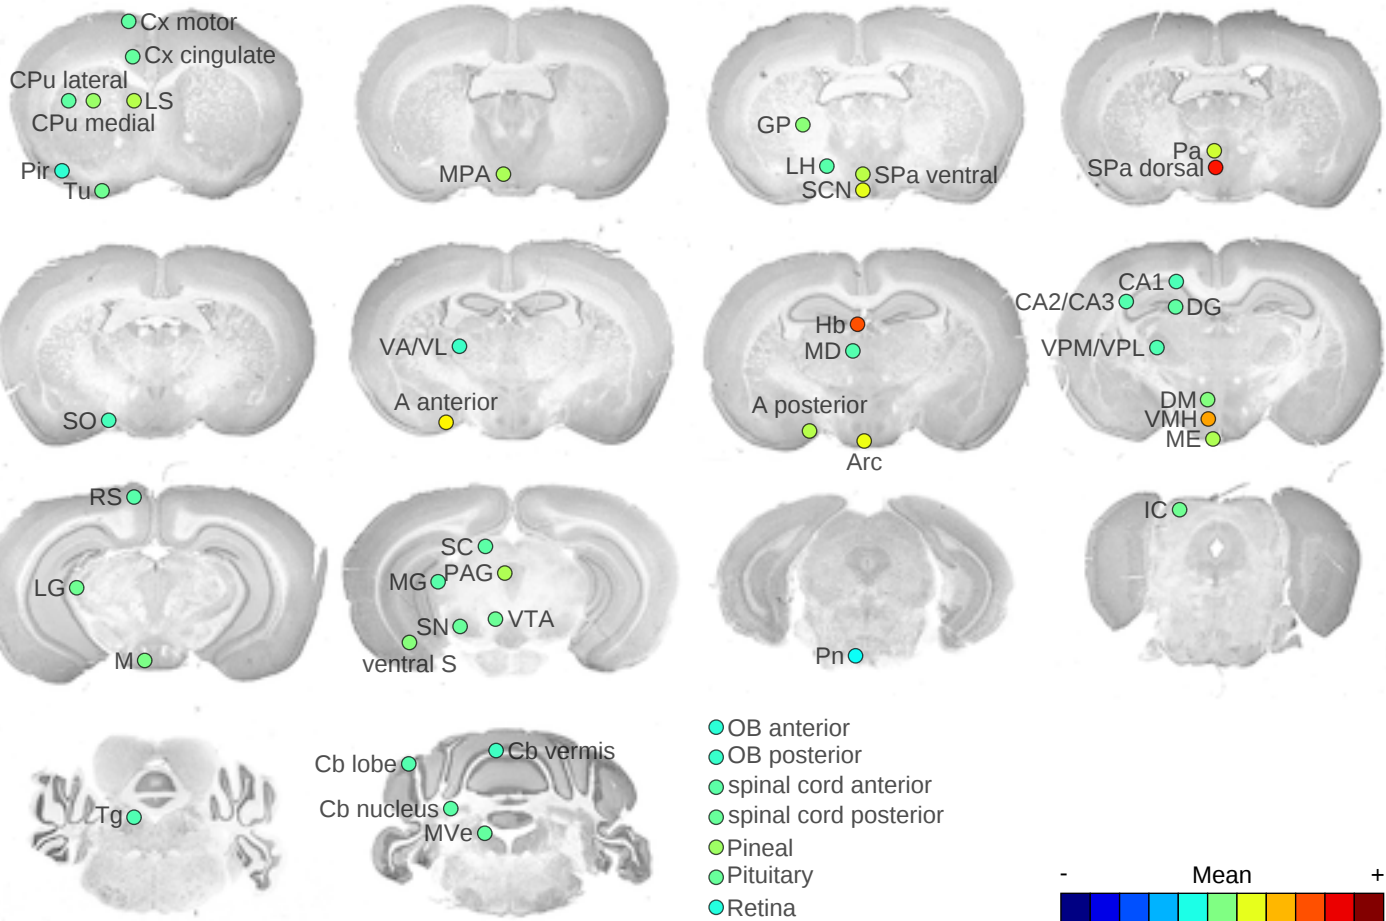 Cx motor
Cx cingulate
CPu lateral
LS
CPu medial
Pir
Tu
MPA
GP
LH
SPa ventral
SCN
Pa
SPa dorsal
SO
VA/VL
A anterior
Hb
MD
A posterior
Arc
CA1
CA2/CA3
DG
VPM/VPL
DM
VMH
ME
RS
LG
M
SC
PAG
MG
VTA
SN
ventral S
Pn
IC
Tg
Cb vermis
Cb lobe
Cb nucleus
MVe
OB anterior
OB posterior
spinal cord anterior
spinal cord posterior
Pineal
Pituitary
Retina
- Mean +